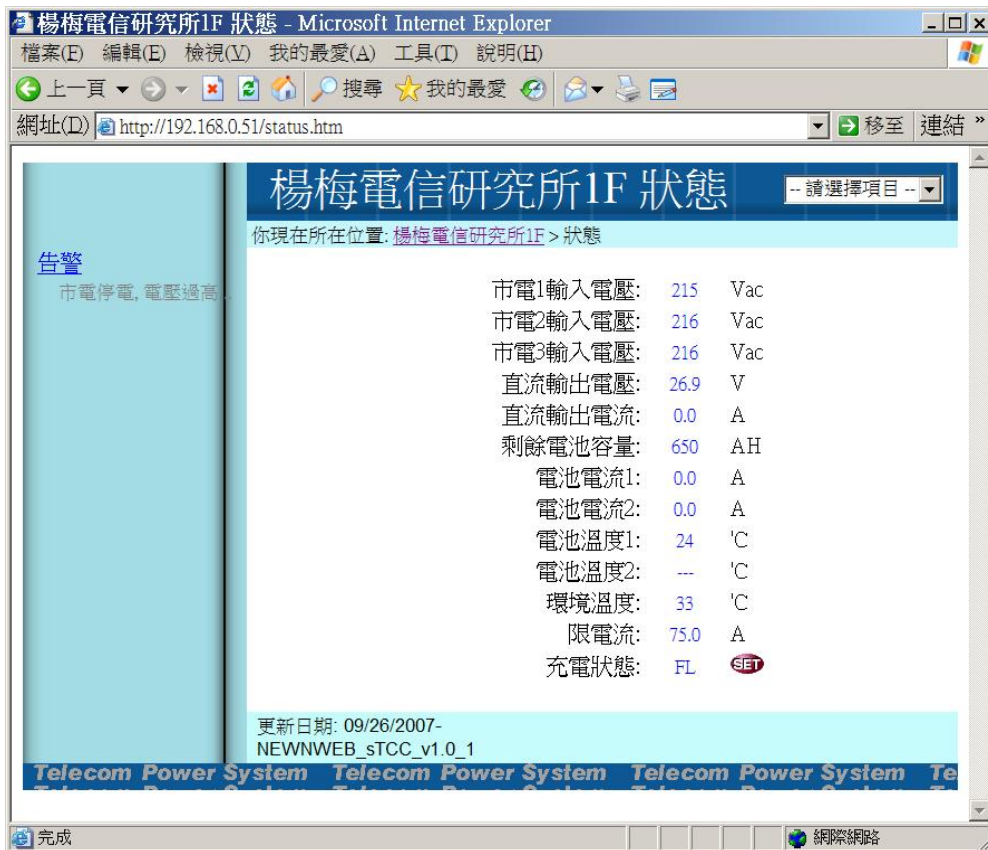 楊梅電信研究所1F 狀態 - Microsoft Internet Explorer
檔案(F) 編輯(E) 檢視(V) 我的最愛(A) 工具(T) 說明(H)
上一頁 搜尋 我的最愛
網址(D) http://192.168.0.51/status.htm 移至 連結 »
楊梅電信研究所1F 狀態
-- 請選擇項目 --
你現在所在位置: 楊梅電信研究所1F > 狀態
告警
市電停電, 電壓過高
市電1輸入電壓: 215 Vac
市電2輸入電壓: 216 Vac
市電3輸入電壓: 216 Vac
直流輸出電壓: 26.9 V
直流輸出電流: 0.0 A
剩餘電池容量: 650 AH
電池電流1: 0.0 A
電池電流2: 0.0 A
電池溫度1: 24 'C
電池溫度2: --- 'C
環境溫度: 33 'C
限電流: 75.0 A
充電狀態: FL SET
更新日期: 09/26/2007-
NEWNWEB_sTCC_v1.0_1
Telecom Power System Telecom Power System Telecom Power System Te
完成 網際網路